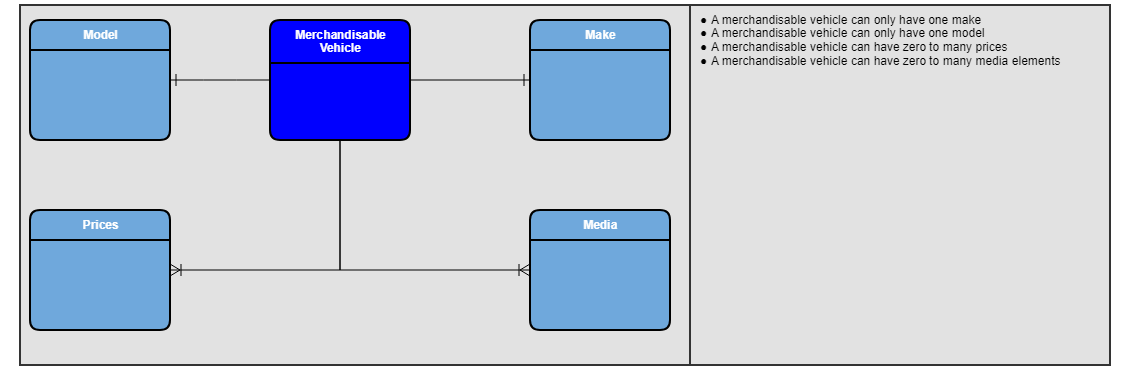 Model
Merchandisable
Vehicle
Make
Prices
Media
● A merchandisable vehicle can only have one make
● A merchandisable vehicle can only have one model
● A merchandisable vehicle can have zero to many prices
● A merchandisable vehicle can have zero to many media elements